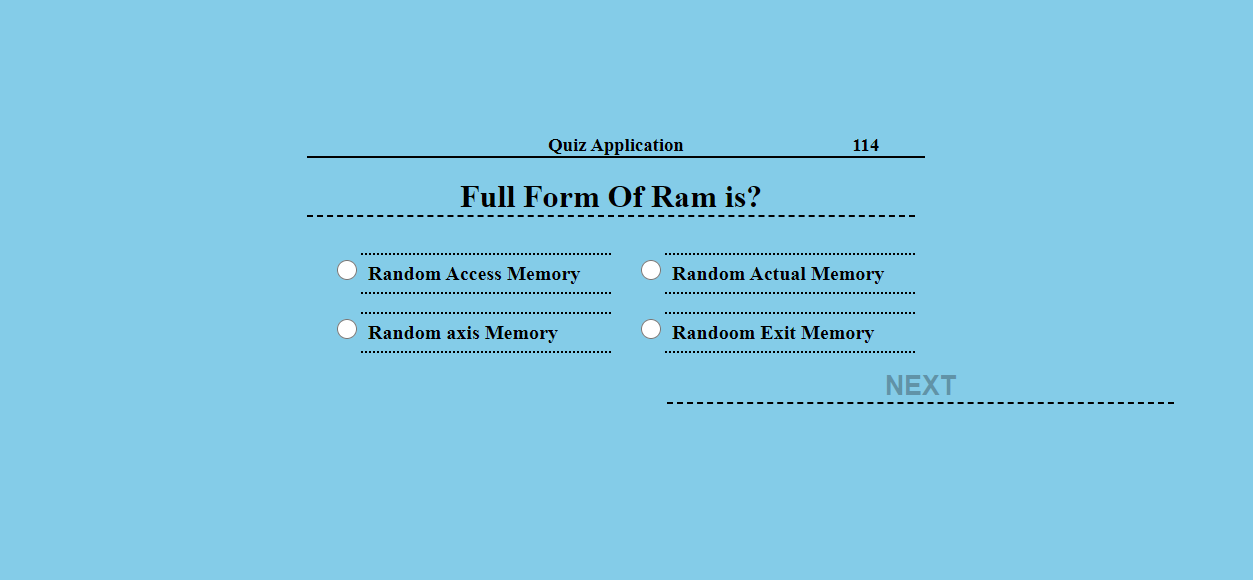 Quiz Application 114
Full Form Of Ram is?
Random Access Memory Random Actual Memory
Random axis Memory Randoom Exit Memory
NEXT